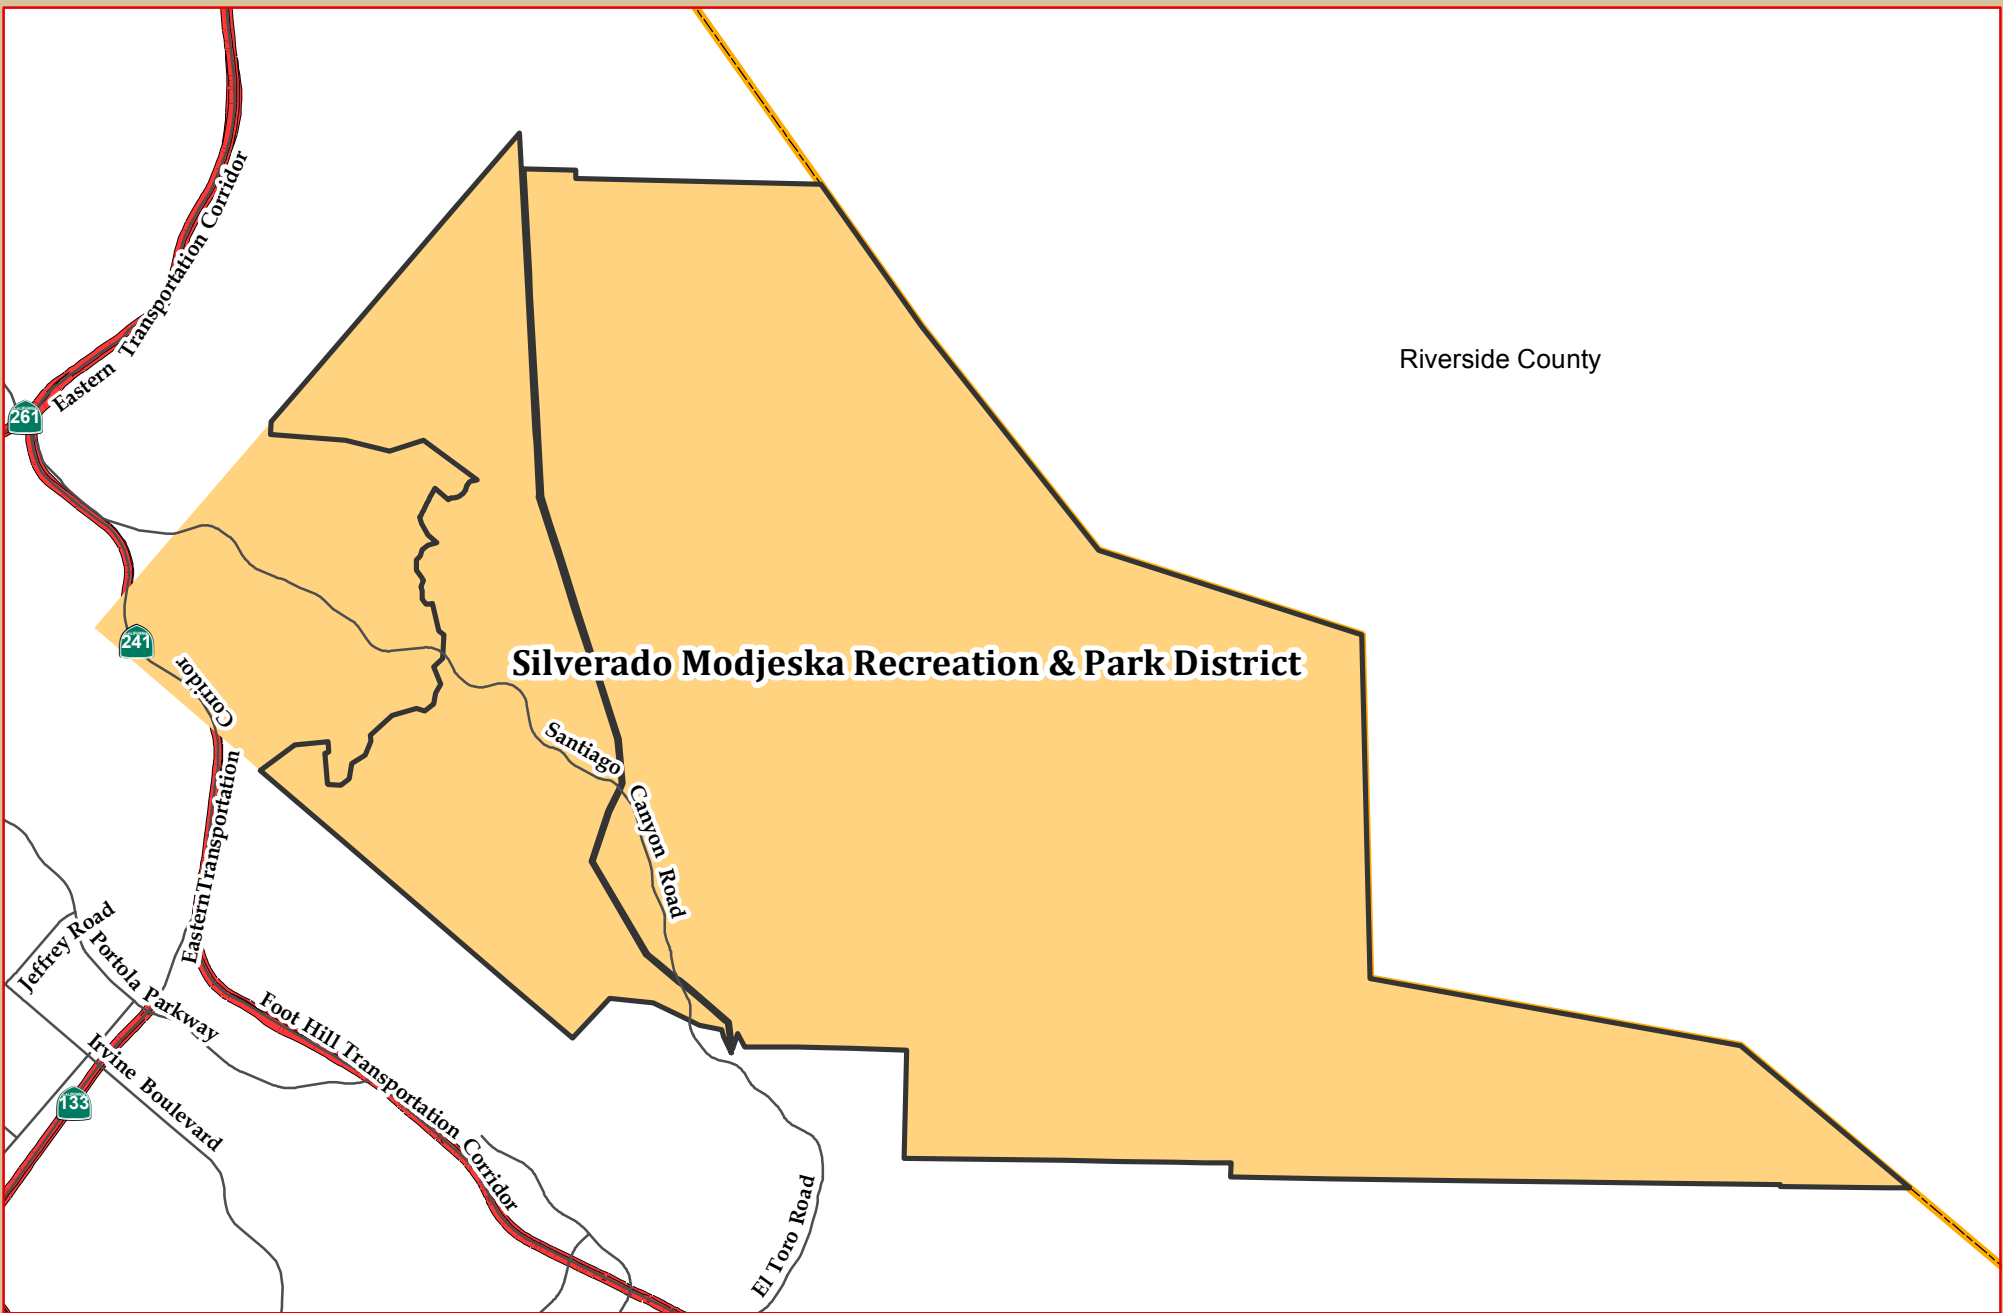 Eastern Transportation Corridor
Riverside County
261
241
Corridor
Silverado Modjeska Recreation & Park District
Santiago Canyon Road
Eastern Transportation
Jeffrey Road
Portola Parkway
Foot Hill Transportation Corridor
Irvine Boulevard
133
El Toro Road